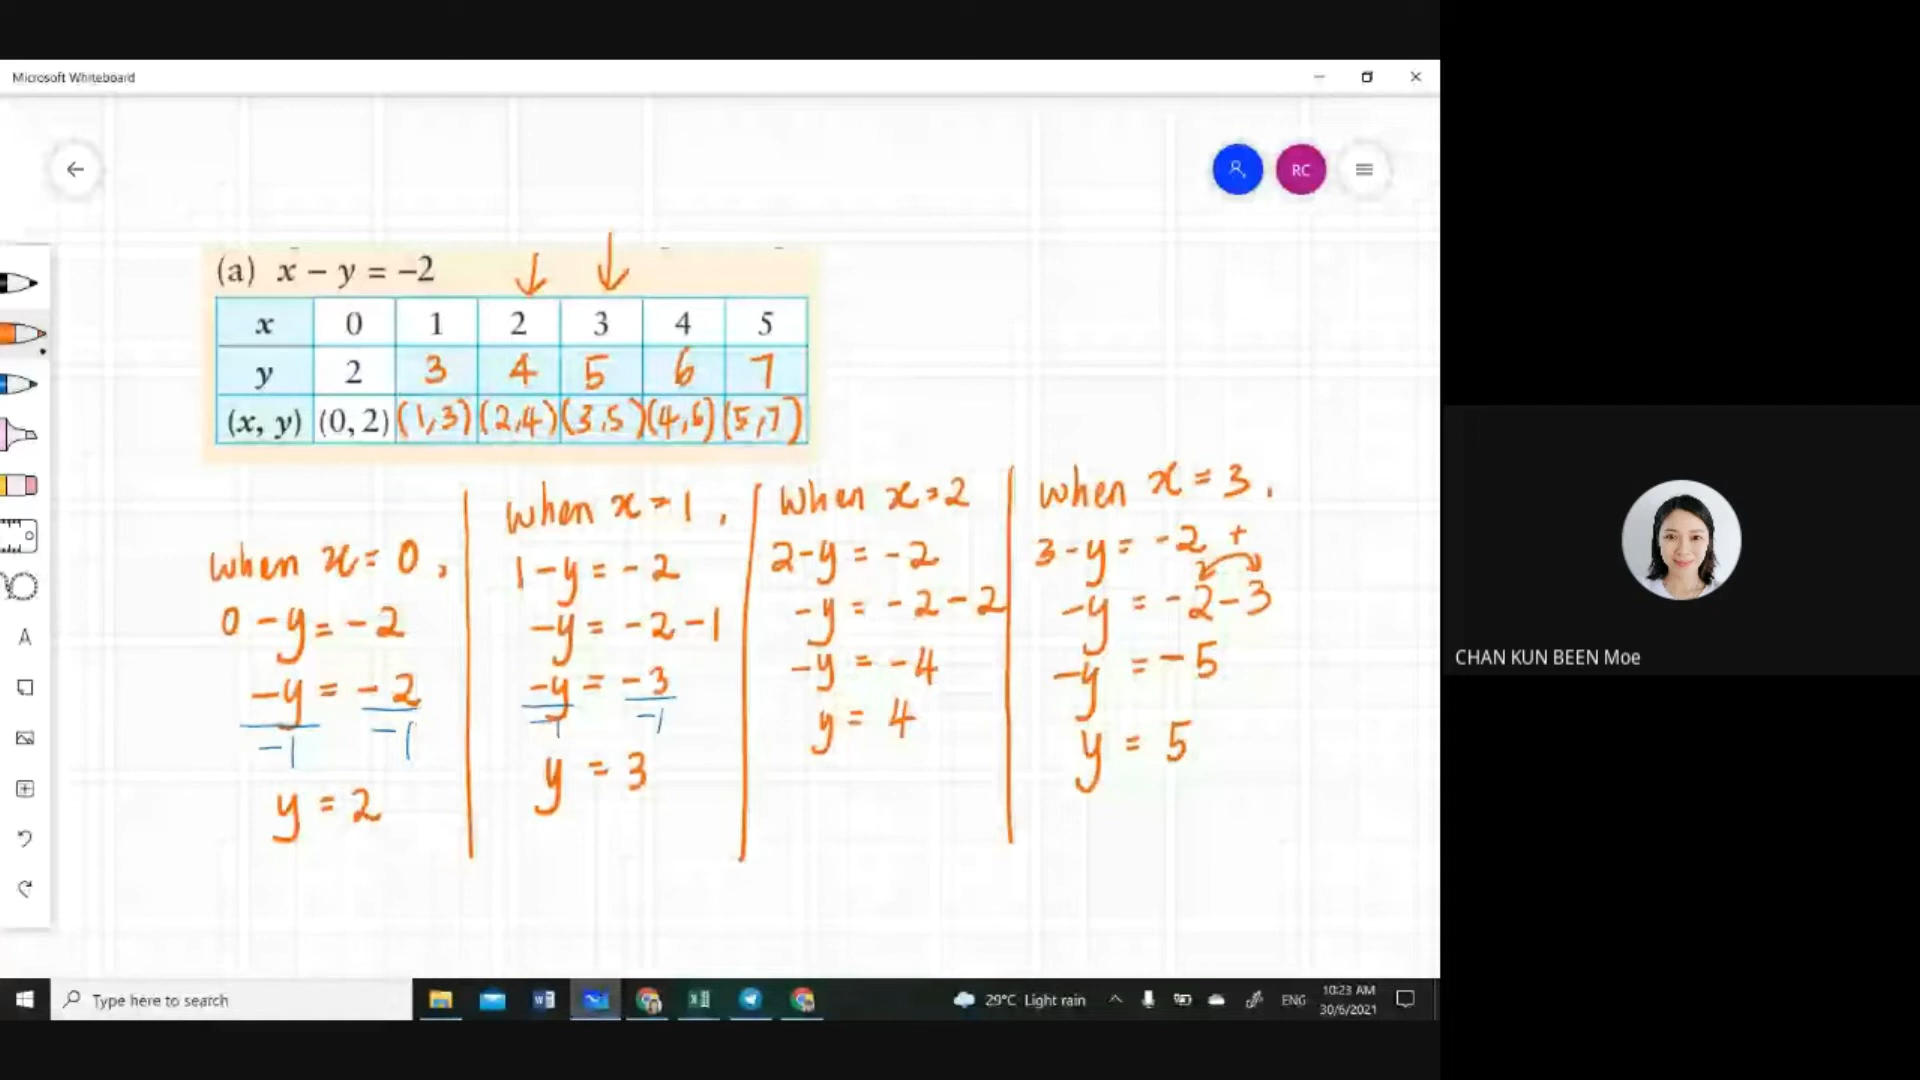 Microsoft Whiteboard
RC
(a) x − y = −2
x 0 1 2 3 4 5
y 2 3 4 5 6 7
(x, y) (0, 2) (1,3) (2,4) (3,5) (4,6) (5,7)
when x = 0,
0 - y = -2
-y = -2
-1 -1
y = 2
when x = 1,
1 - y = -2
-y = -2 - 1
-y = -3
-1 -1
y = 3
when x = 2
2 - y = -2
-y = -2 - 2
-y = -4
y = 4
when x = 3.
3 - y = -2 +
-y = -2 - 3
-y = -5
y = 5
A
CHAN KUN BEEN Moe
Type here to search
29°C Light rain
ENG
10:23 AM
30/6/2021